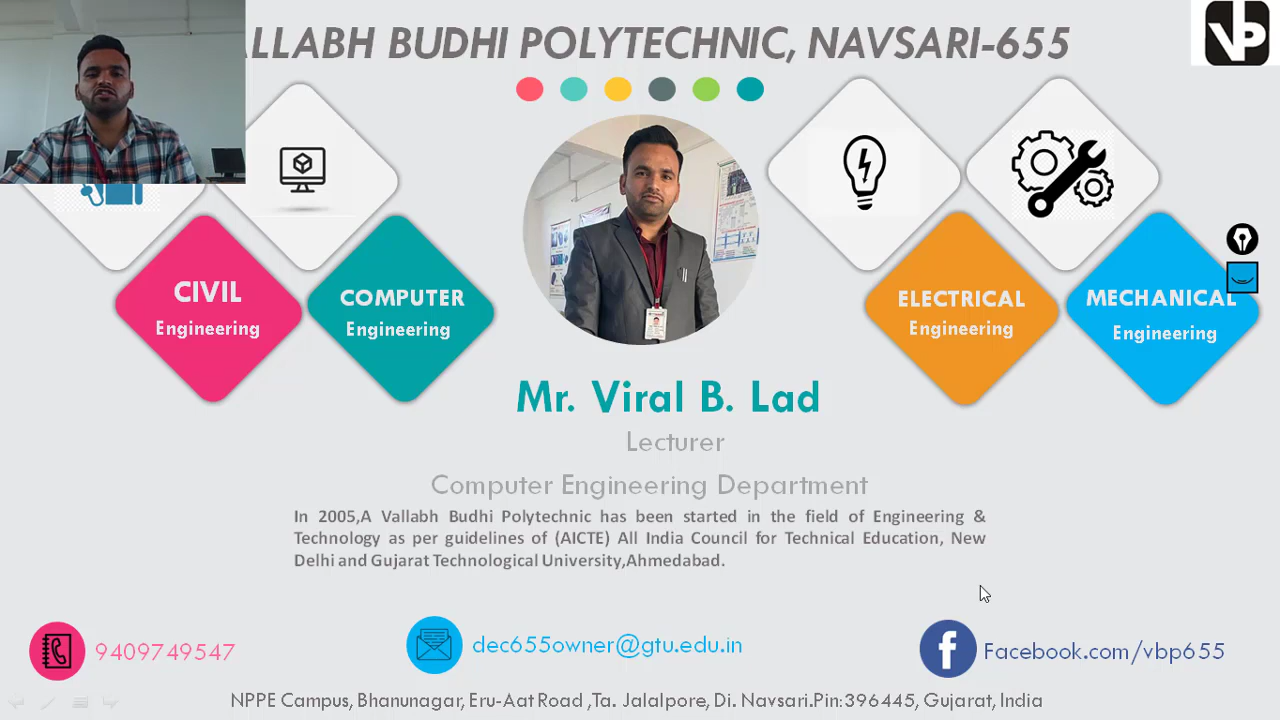 ALLABH BUDHI POLYTECHNIC, NAVSARI-655
VP
CIVIL
Engineering
COMPUTER
Engineering
ELECTRICAL
Engineering
MECHANICAL
Engineering
Mr. Viral B. Lad
Lecturer
Computer Engineering Department
In 2005,A Vallabh Budhi Polytechnic has been started in the field of Engineering &
Technology as per guidelines of (AICTE) All India Council for Technical Education, New
Delhi and Gujarat Technological University,Ahmedabad.
9409749547
dec655owner@gtu.edu.in
f
Facebook.com/vbp655
NPPE Campus, Bhanunagar, Eru-Aat Road ,Ta. Jalalpore, Di. Navsari.Pin:396445, Gujarat, India